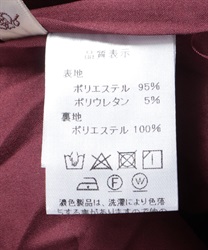 品質表示
表地
ポリエステル 95%
ポリウレタン 5%
裏地
ポリエステル 100%
F W
濃色製品は、洗濯により色落